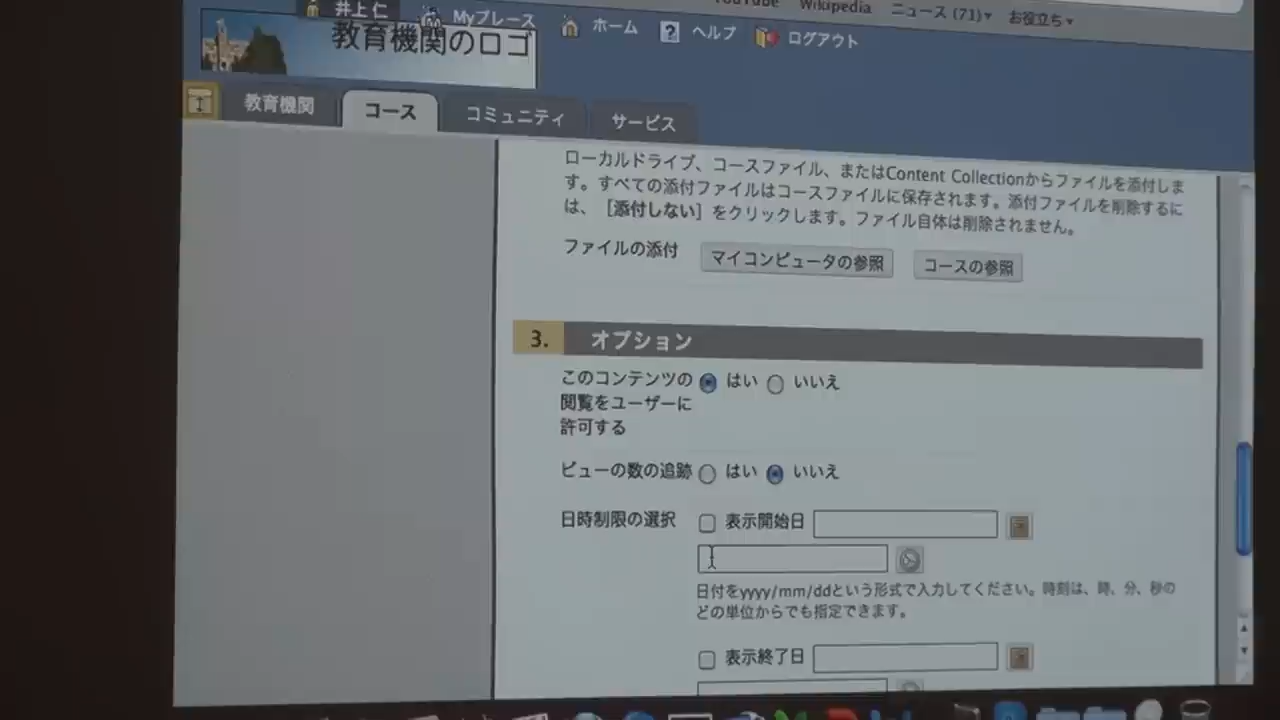 YouTube Wikipedia ニュース (71)▾ お役立ち▾
井上 仁 Myプレース ホーム ? ヘルプ ログアウト
教育機関のロゴ
教育機関 コース コミュニティ サービス
ローカルドライブ、コースファイル、またはContent Collectionからファイルを添付しま
す。すべての添付ファイルはコースファイルに保存されます。添付ファイルを削除するに
は、［添付しない］をクリックします。ファイル自体は削除されません。
ファイルの添付 マイコンピュータの参照 コースの参照
3. オプション
このコンテンツの はい いいえ
閲覧をユーザーに
許可する
ビューの数の追跡 はい いいえ
日時制限の選択 表示開始日
日付をyyyy/mm/ddという形式で入力してください。時刻は、時、分、秒の
どの単位からでも指定できます。
表示終了日